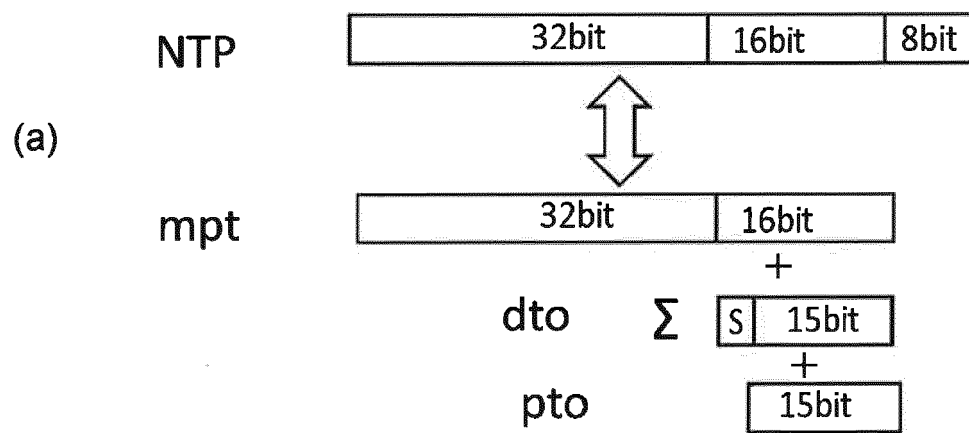 NTP 32bit 16bit 8bit
(a)
mpt 32bit 16bit
+
dto Σ S 15bit
+
pto 15bit